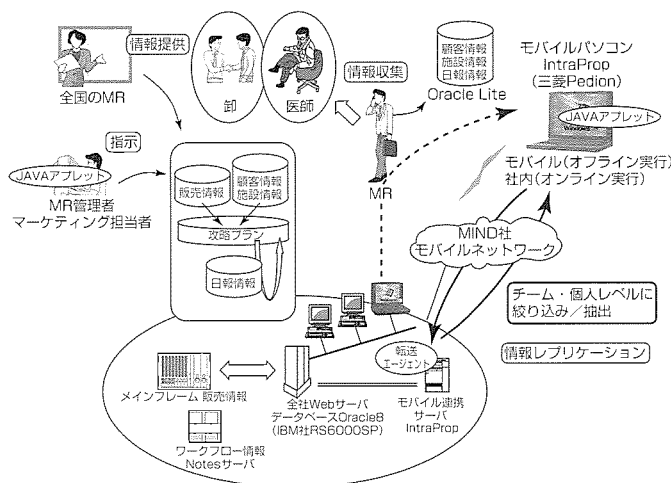 情報提供
全国のMR
卸
医師
情報収集
顧客情報
施設情報
日報情報
Oracle Lite
モバイルパソコン
IntraProp
(三菱Pedion)
JAVAアプレット
Windows
モバイル(オフライン実行)
社内(オンライン実行)
指示
JAVAアプレット
MR管理者
マーケティング担当者
販売情報
顧客情報
施設情報
攻略プラン
日報情報
MR
MIND社
モバイルネットワーク
チーム・個人レベルに
絞り込み/抽出
情報レプリケーション
転送
エージェント
メインフレーム 販売情報
全社Webサーバ
データベースOracle8
(IBM社RS6000SP)
モバイル連携
サーバ
IntraProp
ワークフロー情報
Notesサーバ